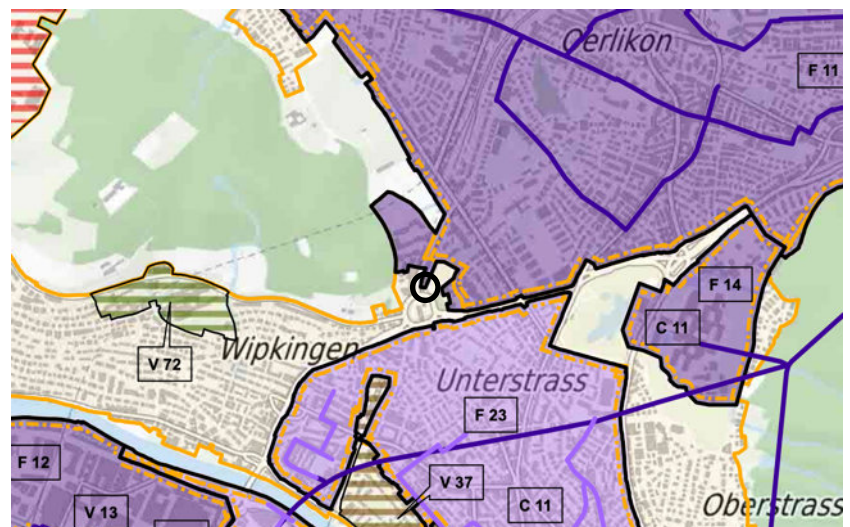 Oerlikon
F 11
F 14
C 11
V 72
Wipkingen
Unterstrass
F 23
F 12
V 37
V 13
C 11
Oberstrass